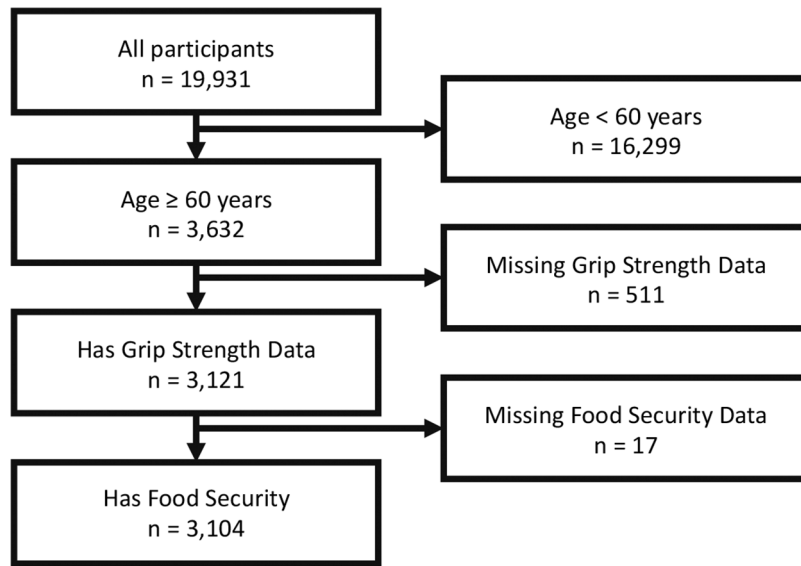 All participants
n = 19,931
Age < 60 years
n = 16,299
Age ≥ 60 years
n = 3,632
Missing Grip Strength Data
n = 511
Has Grip Strength Data
n = 3,121
Missing Food Security Data
n = 17
Has Food Security
n = 3,104